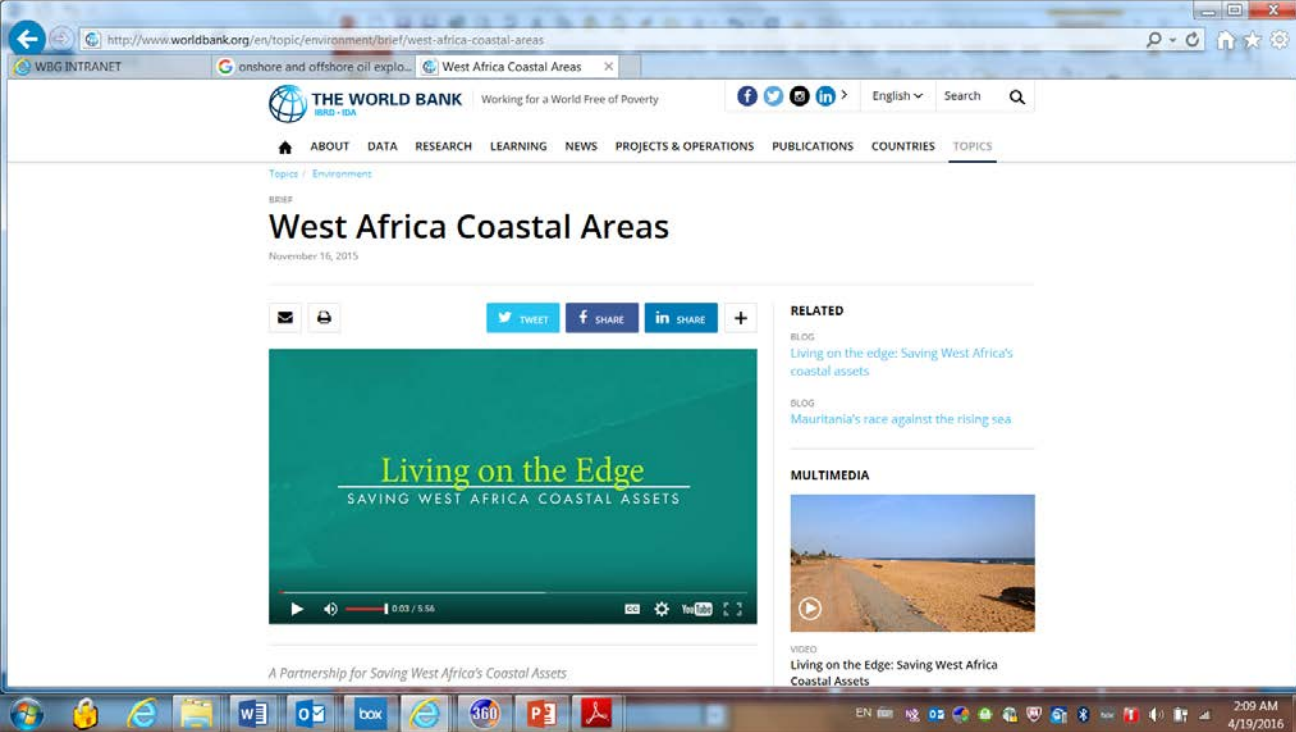 http://www.worldbank.org/en/topic/environment/brief/west-africa-coastal-areas
WBG INTRANET
onshore and offshore oil explo...
West Africa Coastal Areas
THE WORLD BANK
IBRD • IDA
Working for a World Free of Poverty
English
Search
ABOUT DATA RESEARCH LEARNING NEWS PROJECTS & OPERATIONS PUBLICATIONS COUNTRIES TOPICS
Topics / Environment
BRIEF
West Africa Coastal Areas
November 16, 2015
TWEET
SHARE
in SHARE
Living on the Edge
SAVING WEST AFRICA COASTAL ASSETS
0:03 / 5:56
CC
YouTube
A Partnership for Saving West Africa's Coastal Assets
RELATED
BLOG
Living on the edge: Saving West Africa's
coastal assets
BLOG
Mauritania's race against the rising sea
MULTIMEDIA
VIDEO
Living on the Edge: Saving West Africa
Coastal Assets
box
360
EN
2:09 AM
4/19/2016